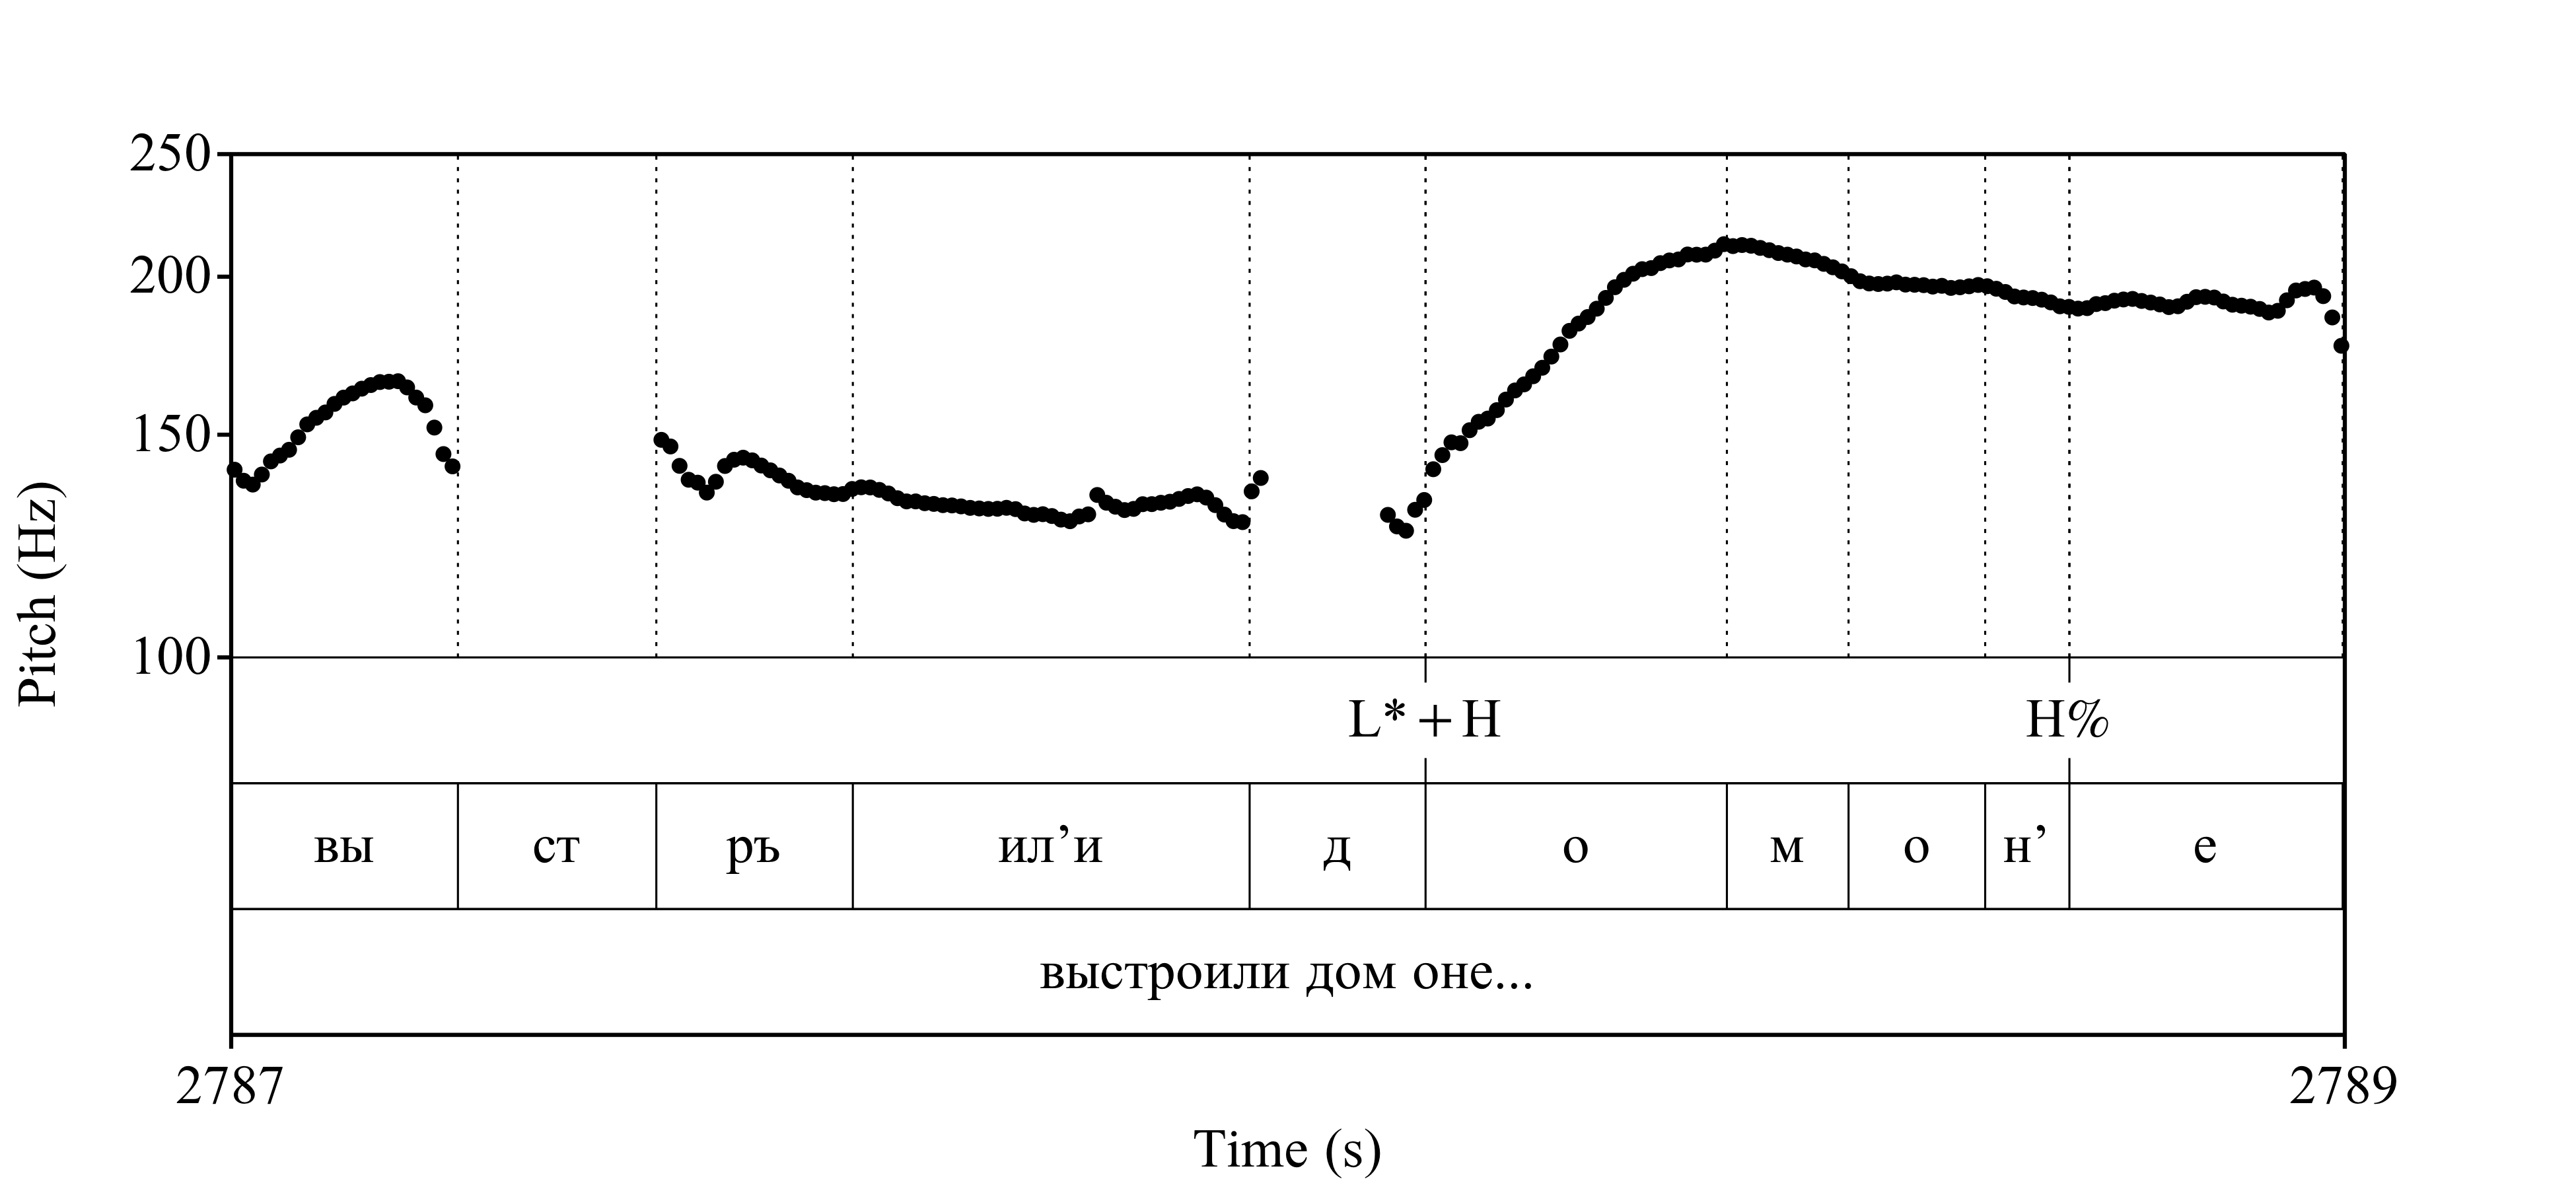 250
200
150
100
Pitch (Hz)
L* + H H%
вы ст ръ ил’и д о м о н’ е
выстроили дом оне...
2787 2789
Time (s)